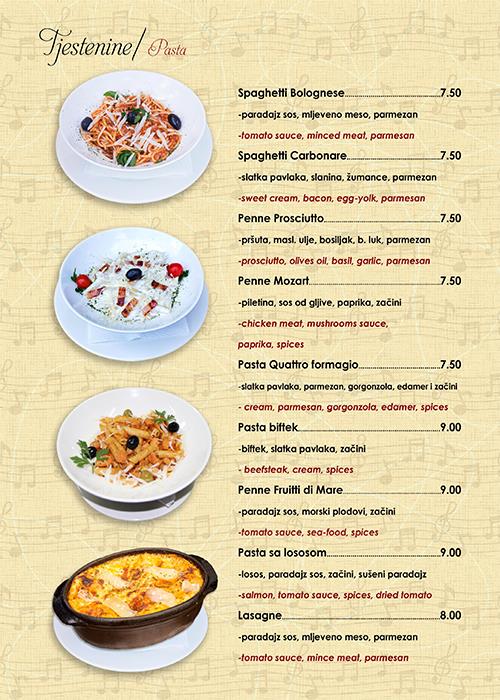 Tjestenine/ Pasta
Spaghetti Bolognese 7.50
-paradajz sos, mljeveno meso, parmezan
-tomato sauce, minced meat, parmesan
Spaghetti Carbonare 7.50
-slatka pavlaka, slanina, žumance, parmezan
-sweet cream, bacon, egg-yolk, parmesan
Penne Prosciutto 7.50
-pršuta, masl. ulje, bosiljak, b. luk, parmezan
-prosciutto, olives oil, basil, garlic, parmesan
Penne Mozart 7.50
-piletina, sos od gljive, paprika, začini
-chicken meat, mushrooms sauce,
paprika, spices
Pasta Quattro formagio 7.50
-slatka pavlaka, parmezan, gorgonzola, edamer i začini
- cream, parmesan, gorgonzola, edamer, spices
Pasta biftek 9.00
-biftek, slatka pavlaka, začini
- beefsteak, cream, spices
Penne Fruitti di Mare 9.00
-paradajz sos, morski plodovi, začini
-tomato sauce, sea-food, spices
Pasta sa lososom 9.00
-losos, paradajz sos, začini, sušeni paradajz
-salmon, tomato sauce, spices, dried tomato
Lasagne 8.00
-paradajz sos, mljeveno meso, parmezan
-tomato sauce, mince meat, parmesan